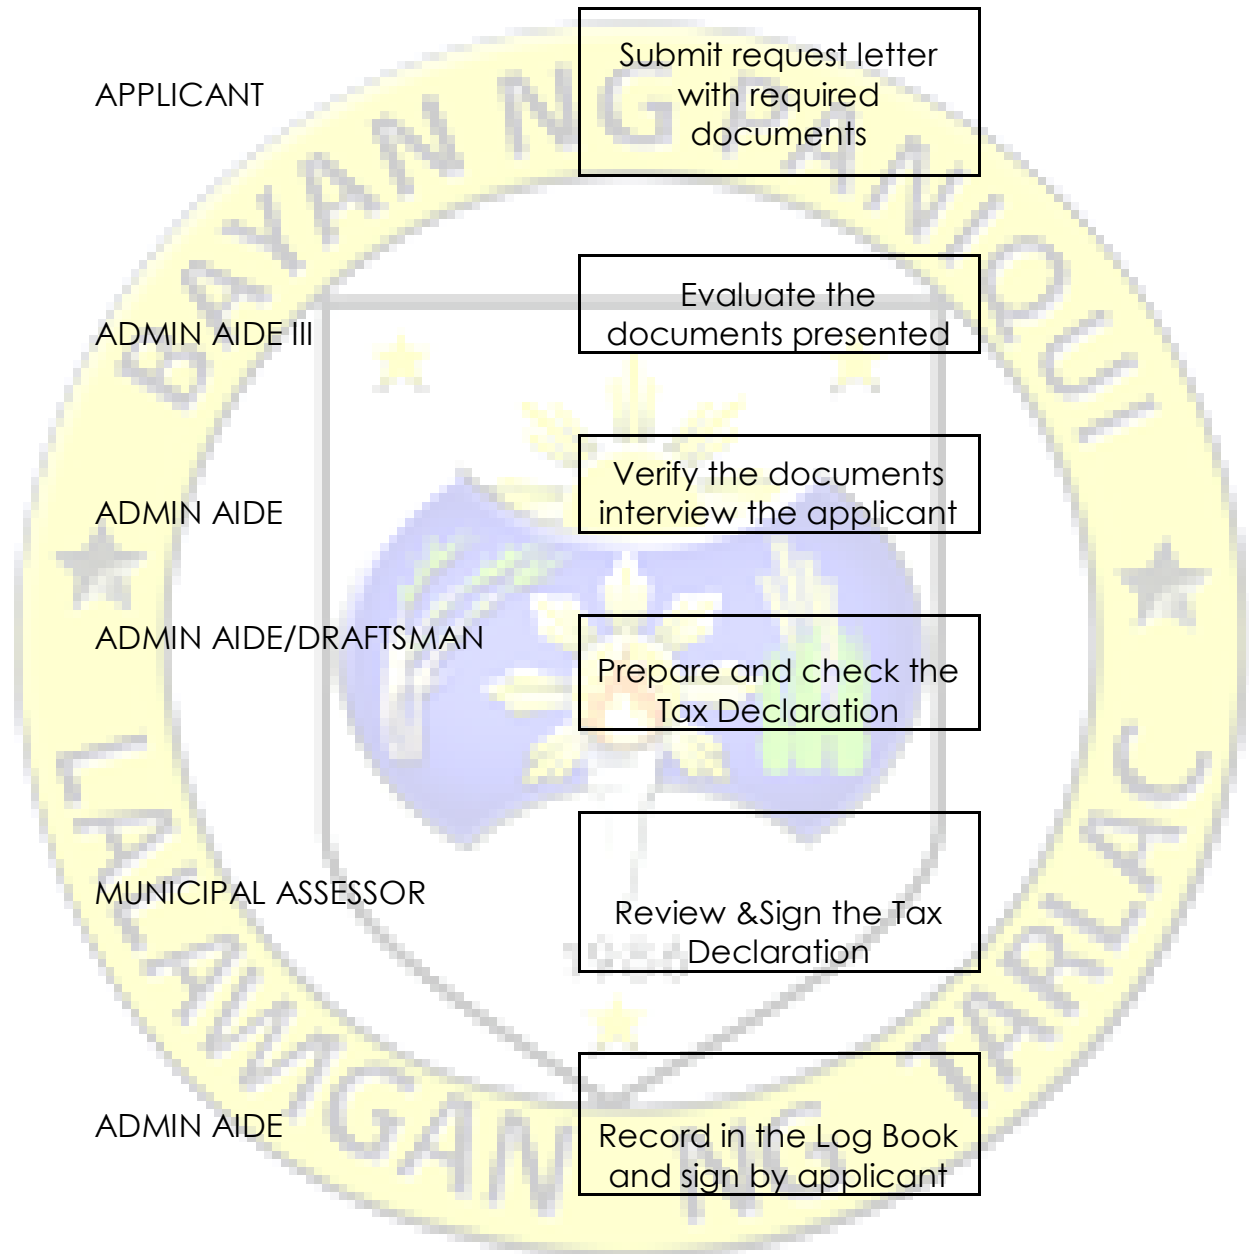 BAYAN NG PANIQUI
Submit request letter
APPLICANT
with required
documents
Evaluate the
ADMIN AIDE III
documents presented
Verify the documents
ADMIN AIDE
interview the applicant
ADMIN AIDE/DRAFTSMAN
Prepare and check the
Tax Declaration
MUNICIPAL ASSESSOR
Review &Sign the Tax
Declaration
ADMIN AIDE
Record in the Log Book
and sign by applicant
LALAWIGAN NG TARLAC